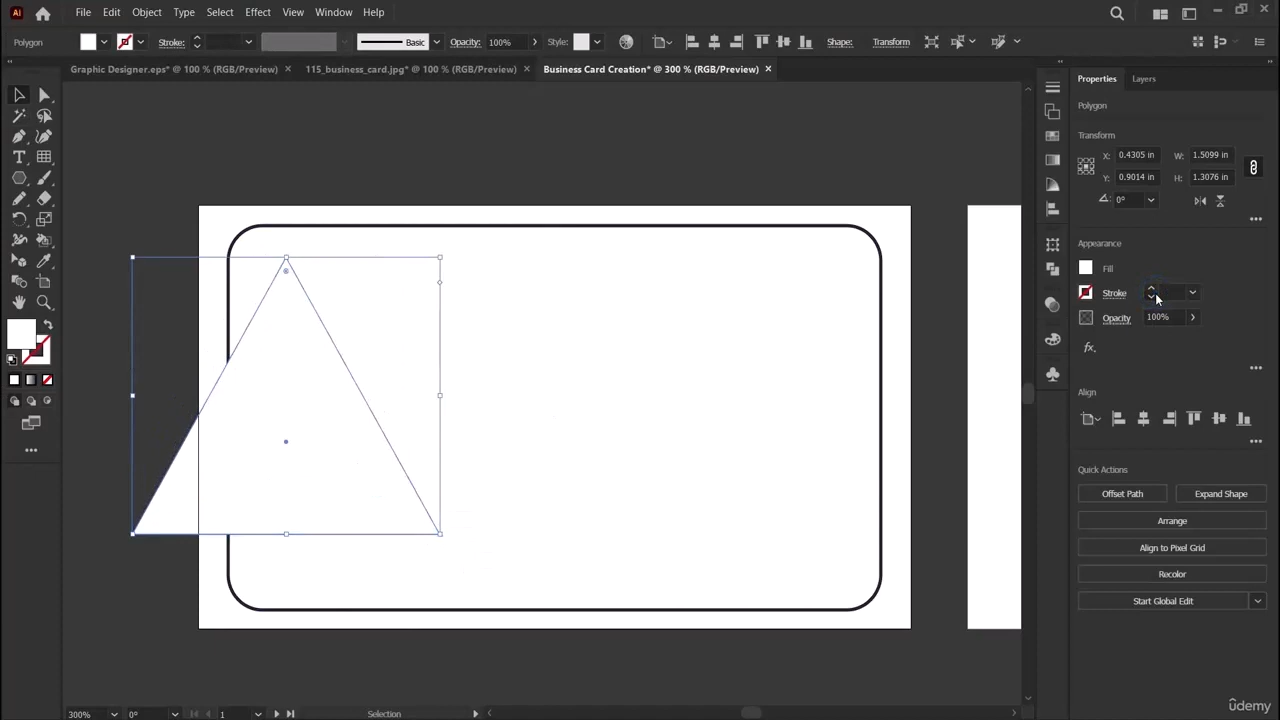 Ai File Edit Object Type Select Effect View Window Help
Polygon Stroke: Basic Opacity: 100% Style: Shape: Transform
Graphic Designer.eps* @ 100 % (RGB/Preview) × 115_business_card.jpg* @ 100 % (RGB/Preview) × Business Card Creation* @ 300 % (RGB/Preview) ×
Properties Layers
Polygon
Transform
X: 0.4305 in W: 1.5099 in
Y: 0.9014 in H: 1.3076 in
0°
Appearance
Fill
Stroke
Opacity 100%
fx.
Align
Quick Actions
Offset Path Expand Shape
Arrange
Align to Pixel Grid
Recolor
Start Global Edit
300% 0° 1 Selection
ûdemy